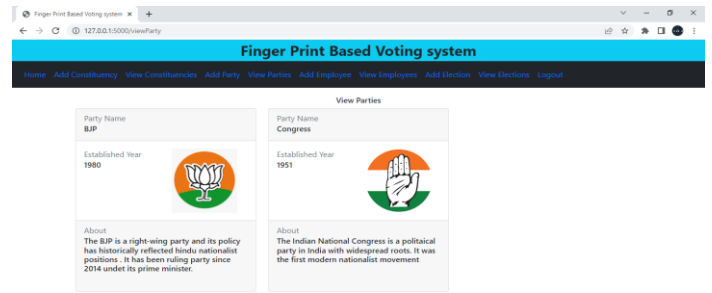 Finger Print Based Voting system
127.0.0.1:5000/viewParty
Finger Print Based Voting system
Home Add Constituency View Constituencies Add Party View Parties Add Employee View Employees Add Election View Elections Logout
View Parties
Party Name
BJP
Established Year
1980
About
The BJP is a right-wing party and its policy
has historically reflected hindu nationalist
positions . It has been ruling party since
2014 undet its prime minister.
Party Name
Congress
Established Year
1951
About
The Indian National Congress is a politaical
party in India with widespread roots. It was
the first modern nationalist movement